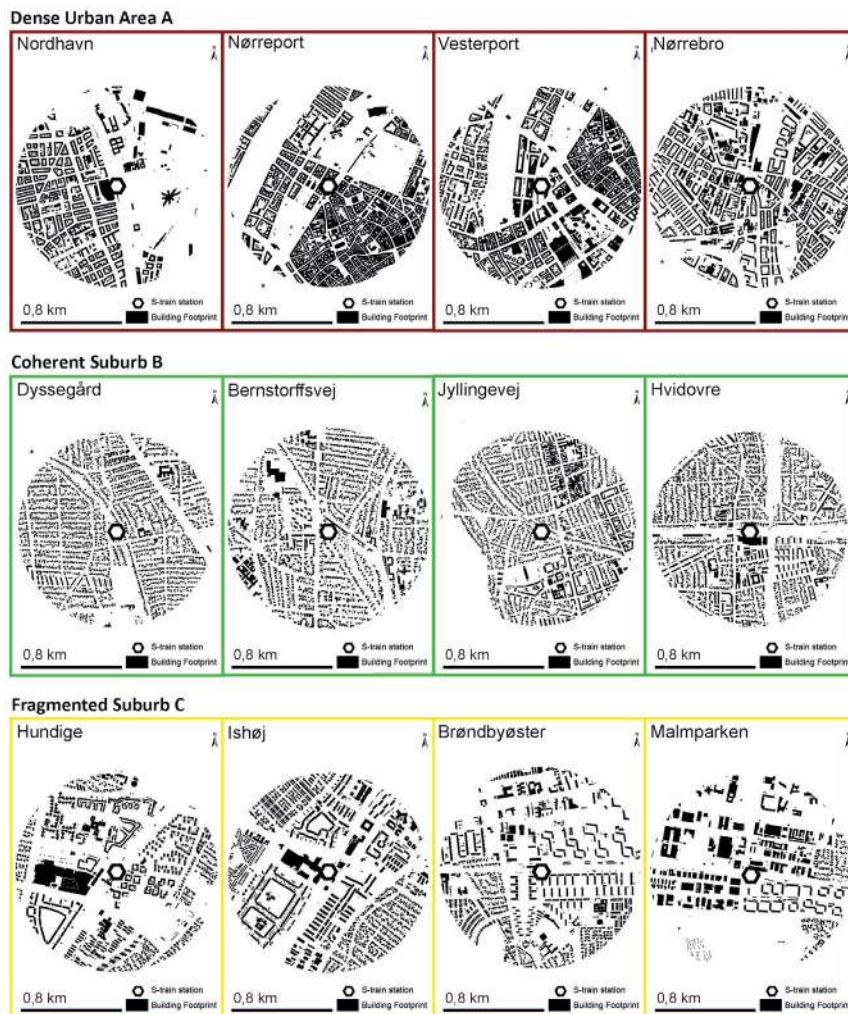 Dense Urban Area A
Nordhavn
Nørreport
Vesterport
Nørrebro
0,8 km
S-train station
Building Footprint
0,8 km
S-train station
Building Footprint
0,8 km
S-train station
Building Footprint
0,8 km
S-train station
Building Footprint
Coherent Suburb B
Dyssegård
Bernstorffsvej
Jyllingevej
Hvidovre
0,8 km
S-train station
Building Footprint
0,8 km
S-train station
Building Footprint
0,8 km
S-train station
Building Footprint
0,8 km
S-train station
Building Footprint
Fragmented Suburb C
Hundige
Ishøj
Brøndbyøster
Malmparken
0,8 km
S-train station
Building Footprint
0,8 km
S-train station
Building Footprint
0,8 km
S-train station
Building Footprint
0,8 km
S-train station
Building Footprint